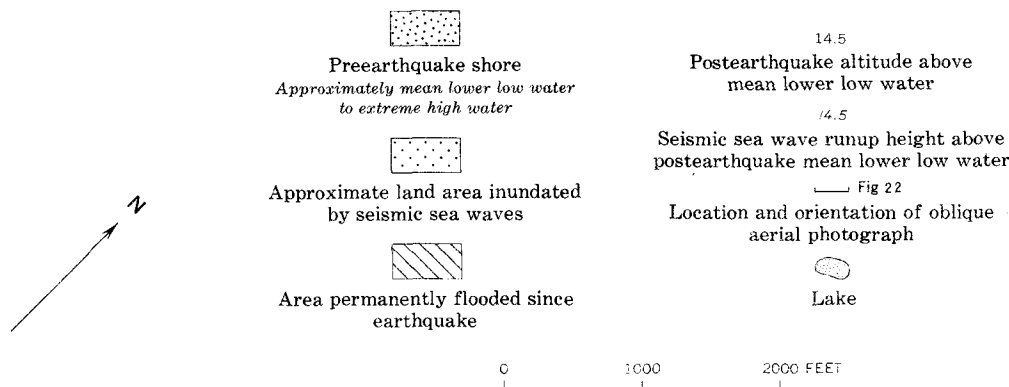 Preearthquake shore
Approximately mean lower low water
to extreme high water
Approximate land area inundated
by seismic sea waves
Area permanently flooded since
earthquake
14.5
Postearthquake altitude above
mean lower low water
14.5
Seismic sea wave runup height above
postearthquake mean lower low water
Fig 22
Location and orientation of oblique
aerial photograph
Lake
N
0 1000 2000 FEET